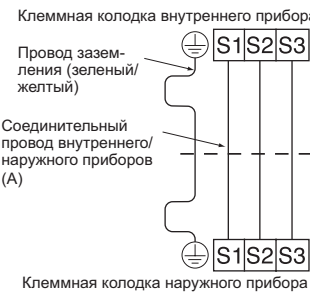 Клеммная колодка внутреннего прибора
S1 S2 S3
Провод зазем-
ления (зеленый/
желтый)
Соединительный
провод внутреннего/
наружного приборов
(A)
S1 S2 S3
Клеммная колодка наружного прибора